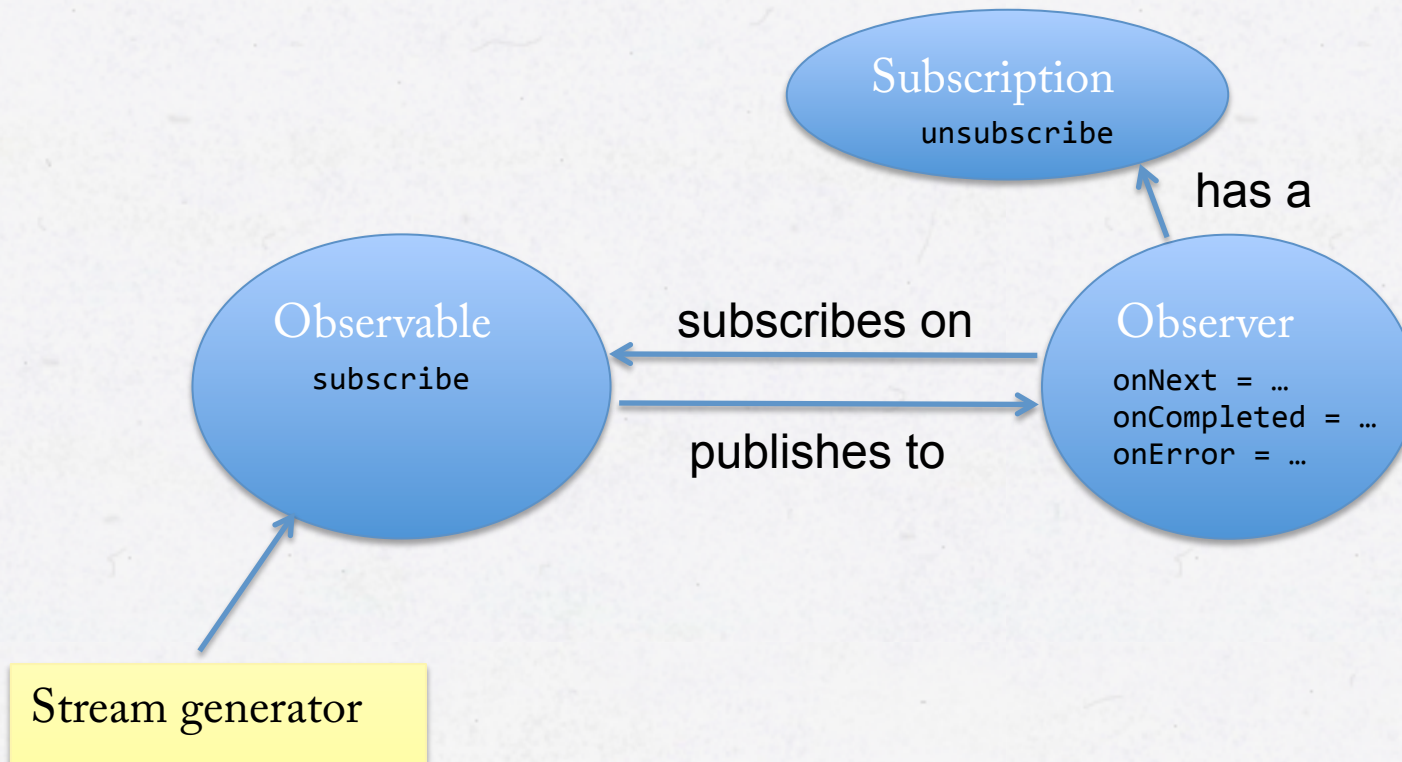 Subscription
unsubscribe
has a
Observable
subscribe
subscribes on
publishes to
Observer
onNext = …
onCompleted = …
onError = …
Stream generator